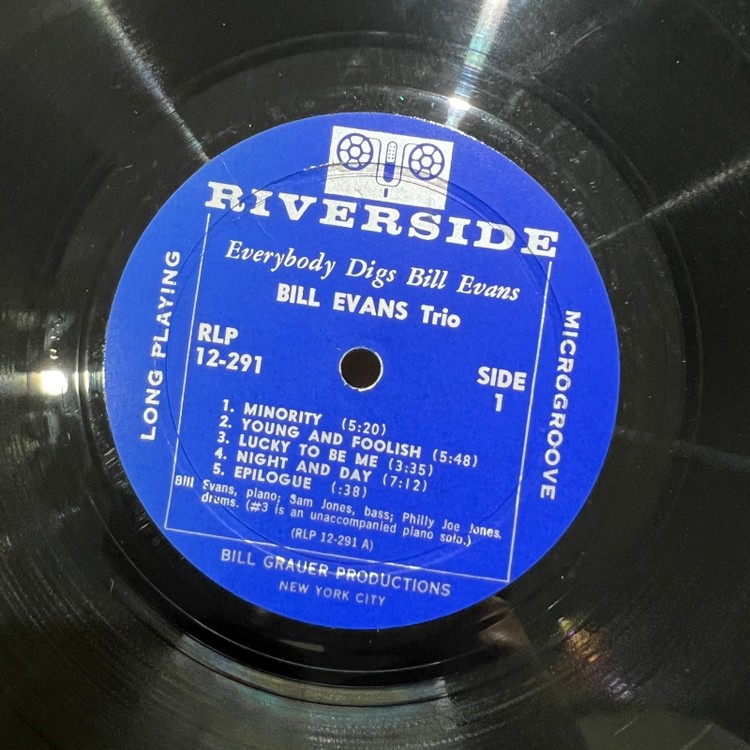 RIVERSIDE
Everybody Digs Bill Evans
BILL EVANS Trio
LONG PLAYING
RLP
12-291
SIDE
1
MICROGROOVE
1. MINORITY (5:20)
2. YOUNG AND FOOLISH (5:48)
3. LUCKY TO BE ME (3:35)
4. NIGHT AND DAY (7:12)
5. EPILOGUE (:38)
Bill Evans, piano; Sam Jones, bass; Philly Joe Jones,
drums. (#3 is an unaccompanied piano solo.)
(RLP 12-291 A)
BILL GRAUER PRODUCTIONS
NEW YORK CITY